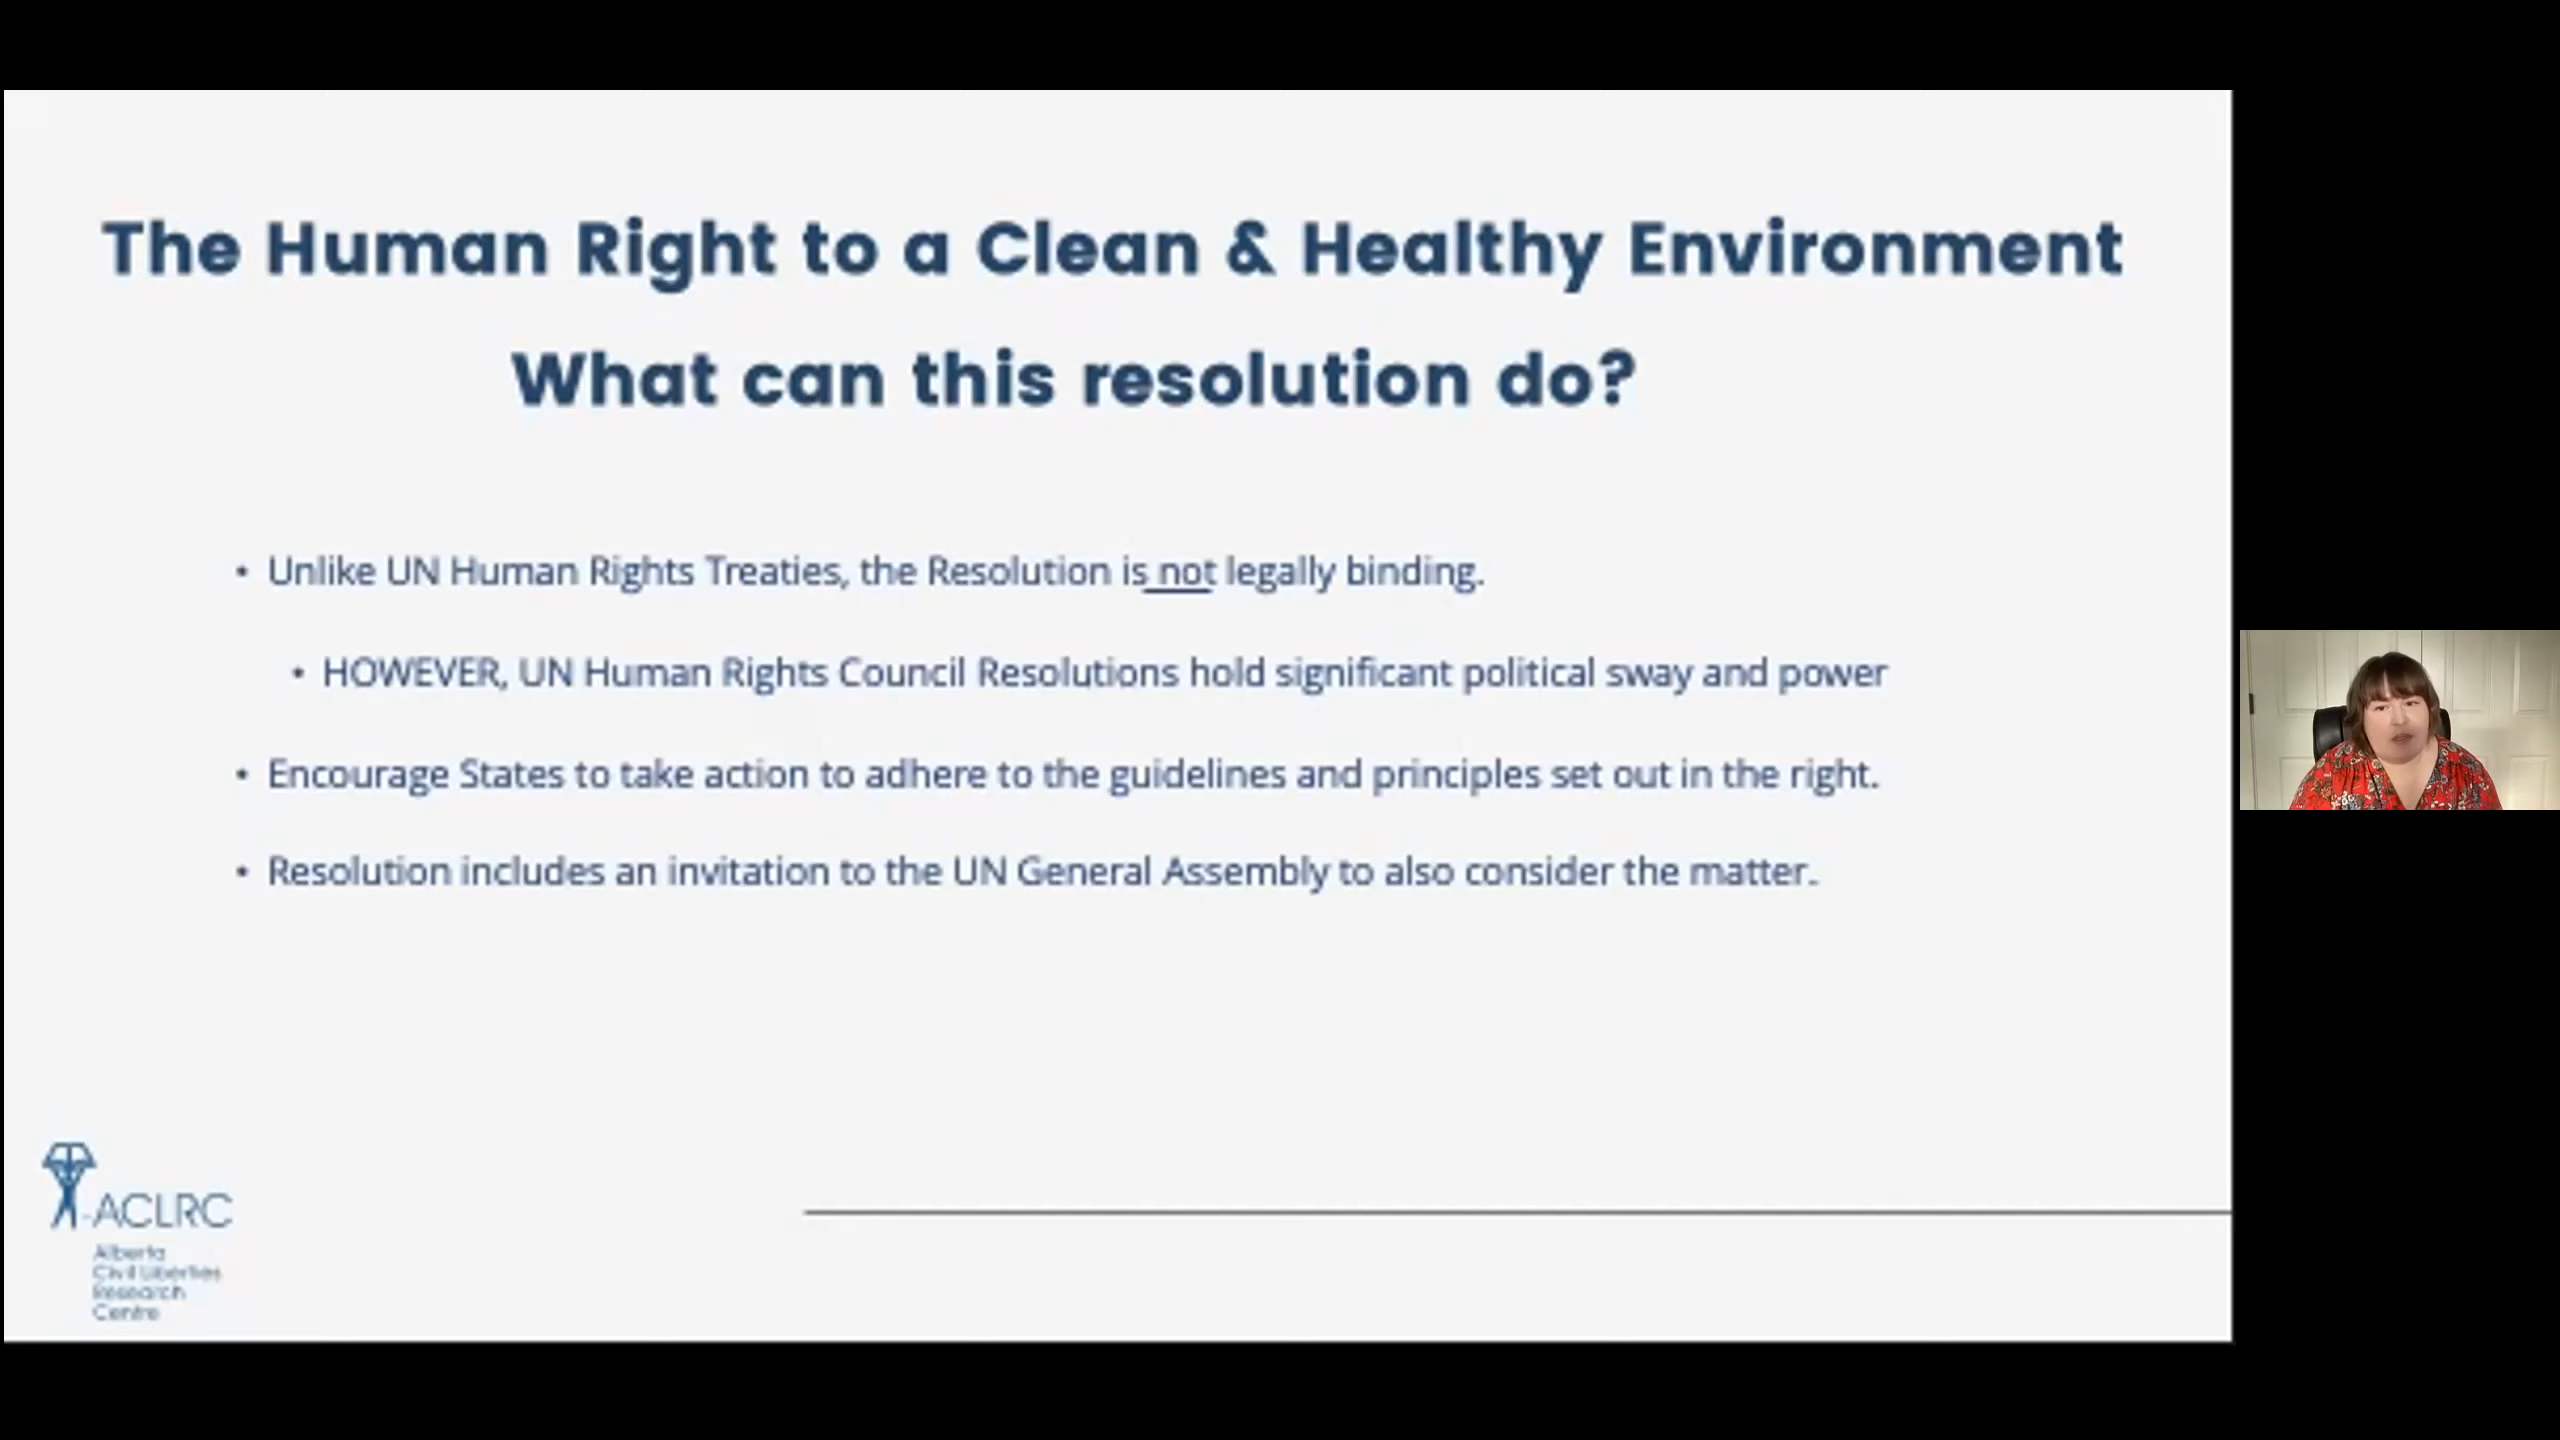 The Human Right to a Clean & Healthy Environment
What can this resolution do?
• Unlike UN Human Rights Treaties, the Resolution is not legally binding.
• HOWEVER, UN Human Rights Council Resolutions hold significant political sway and power
• Encourage States to take action to adhere to the guidelines and principles set out in the right.
• Resolution includes an invitation to the UN General Assembly to also consider the matter.
ACLRC
Alberta
Civil Liberties
Research
Centre